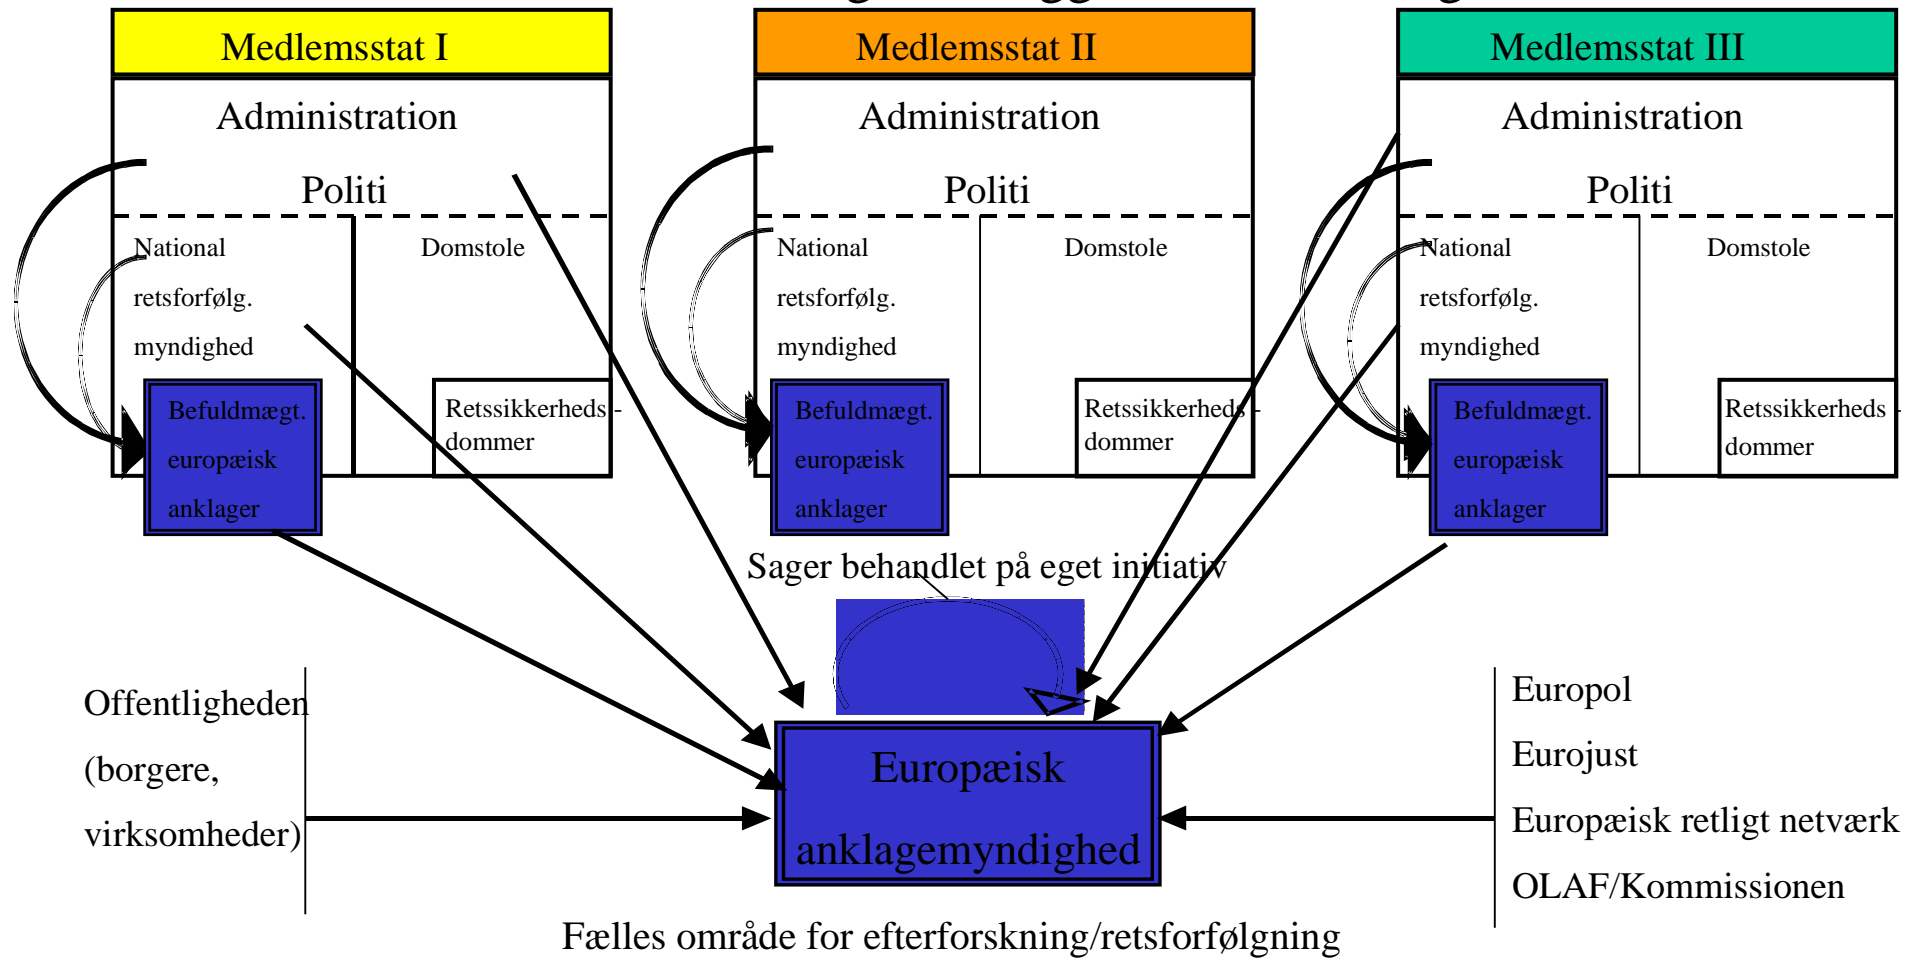 Medlemsstat I
Administration
Politi
National
retsforfølg.
myndighed
Domstole
Befuldmægt.
europæisk
anklager
Retssikkerheds -
dommer
Medlemsstat II
Administration
Politi
National
retsforfølg.
myndighed
Domstole
Befuldmægt.
europæisk
anklager
Retssikkerheds -
dommer
Medlemsstat III
Administration
Politi
National
retsforfølg.
myndighed
Domstole
Befuldmægt.
europæisk
anklager
Retssikkerheds -
dommer
Sager behandlet på eget initiativ
Offentligheden
(borgere,
virksomheder)
Europæisk
anklagemyndighed
Europol
Eurojust
Europæisk retligt netværk
OLAF/Kommissionen
Fælles område for efterforskning/retsforfølgning